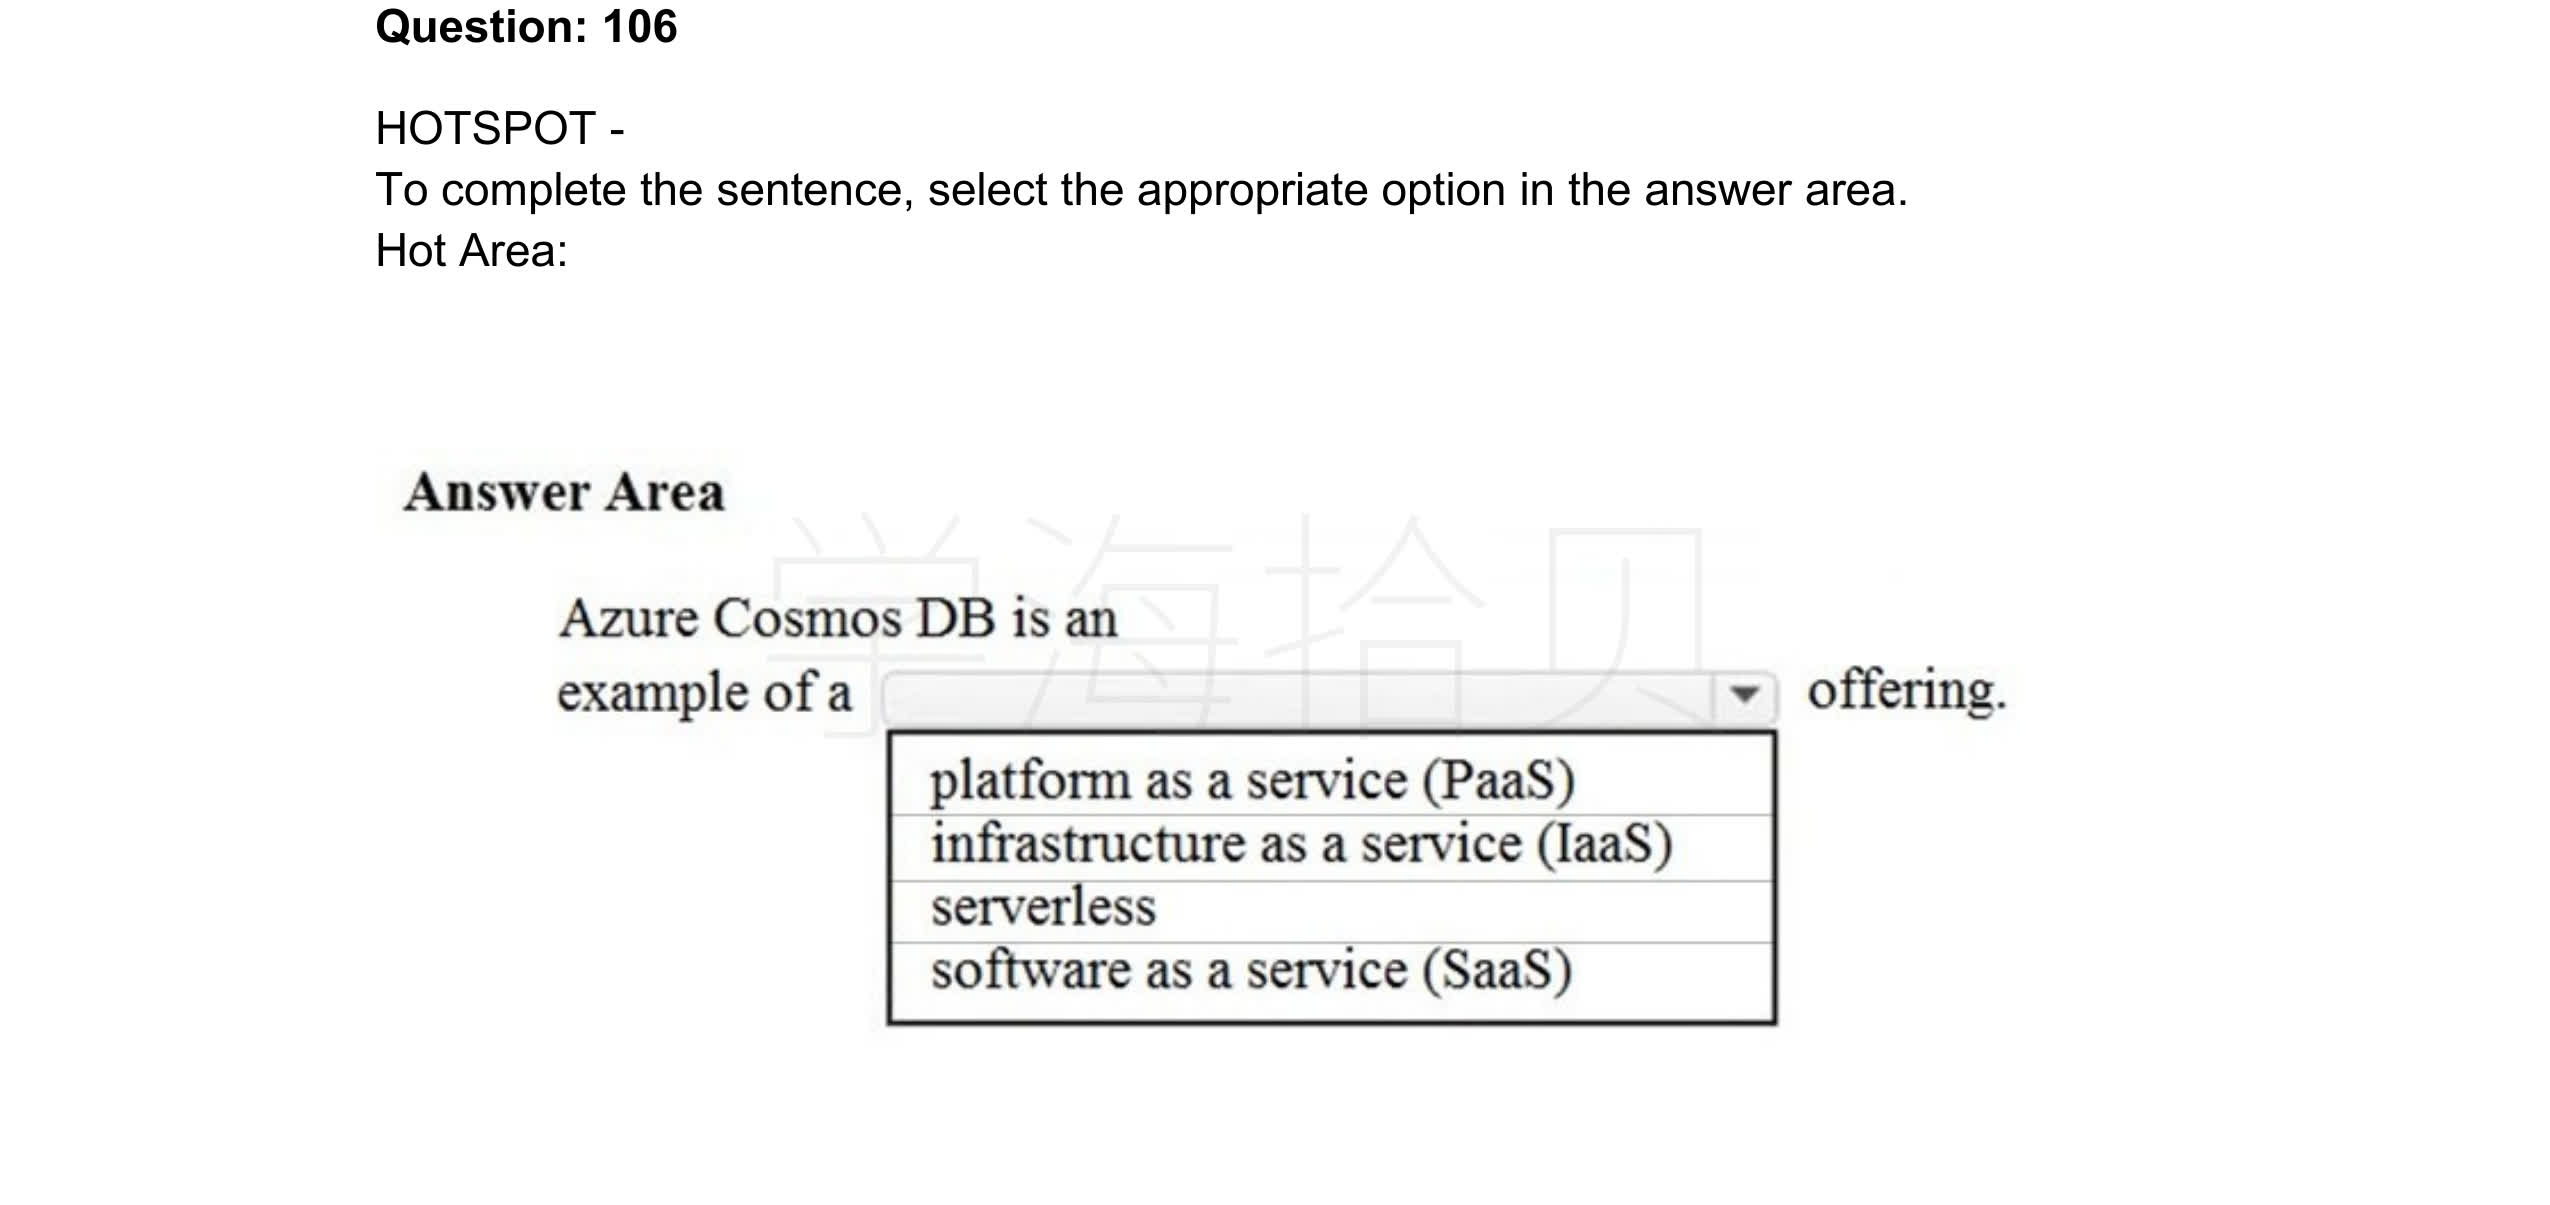 Question: 106
HOTSPOT -
To complete the sentence, select the appropriate option in the answer area.
Hot Area:
Answer Area
学海拾贝
Azure Cosmos DB is an
example of a offering.
platform as a service (PaaS)
infrastructure as a service (IaaS)
serverless
software as a service (SaaS)